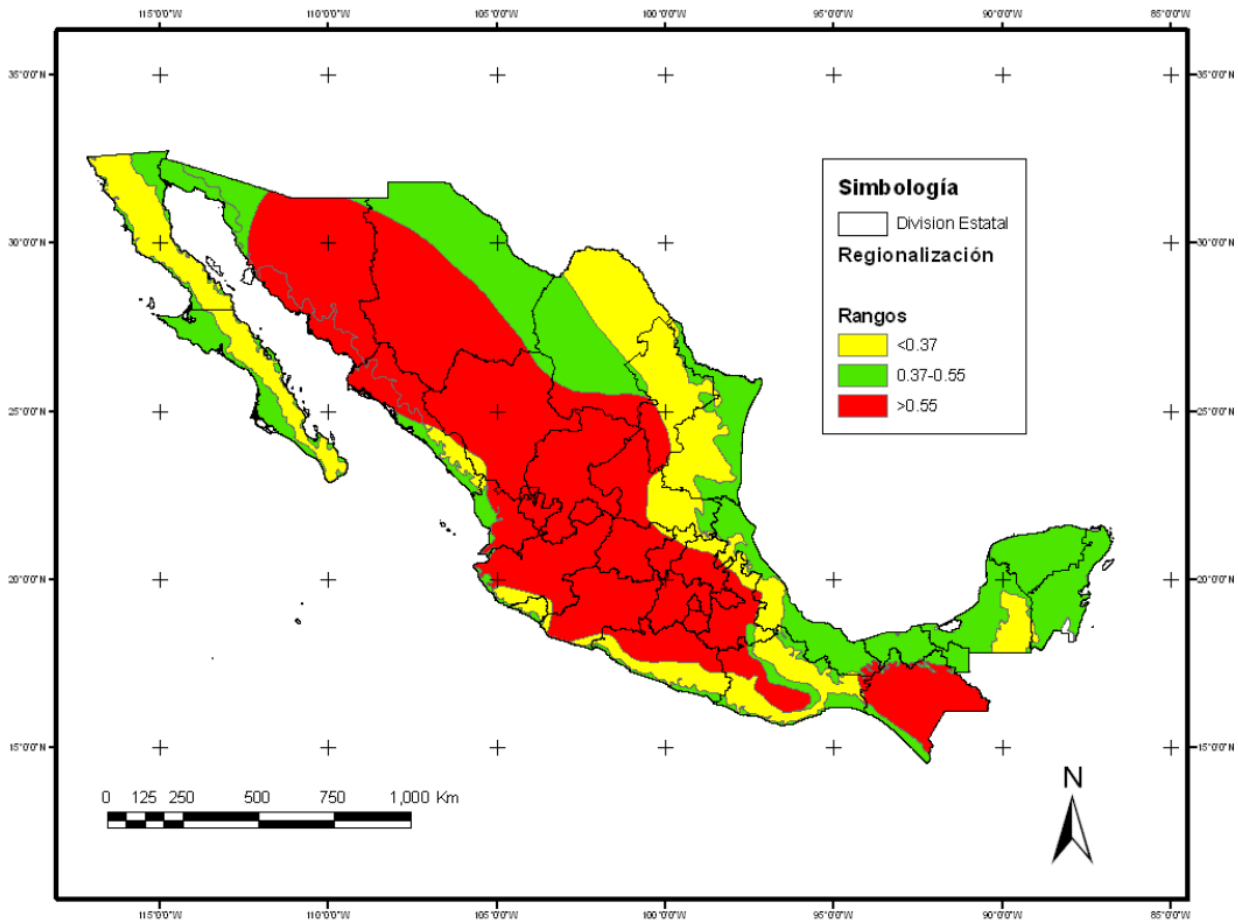 115°0'0"W 110°0'0"W 105°0'0"W 100°0'0"W 95°0'0"W 90°0'0"W 85°0'0"W
35°0'0"N 35°0'0"N
Simbología
Division Estatal
Regionalización
Rangos
<0.37
0.37-0.55
>0.55
30°0'0"N 30°0'0"N
25°0'0"N 25°0'0"N
20°0'0"N 20°0'0"N
15°0'0"N 15°0'0"N
N
0 125 250 500 750 1,000 Km
115°0'0"W 110°0'0"W 105°0'0"W 100°0'0"W 95°0'0"W 90°0'0"W 85°0'0"W